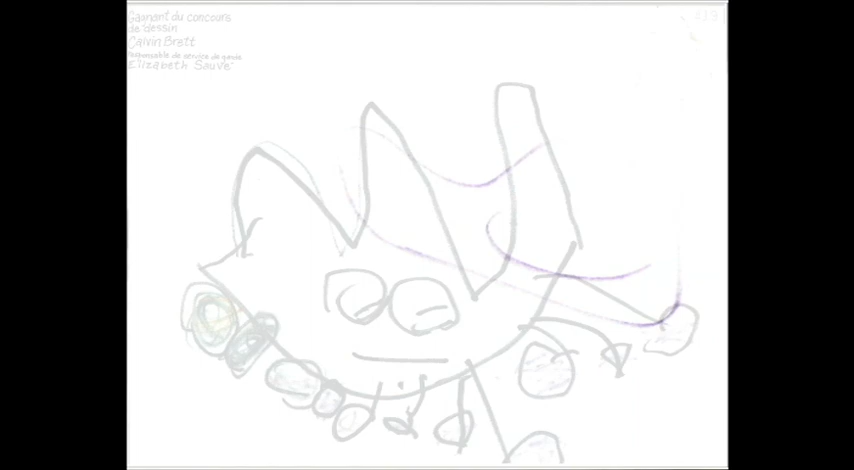 Gagnant du concours
de dessin
Calvin Brett
responsable de service de garde
Elizabeth Sauvé